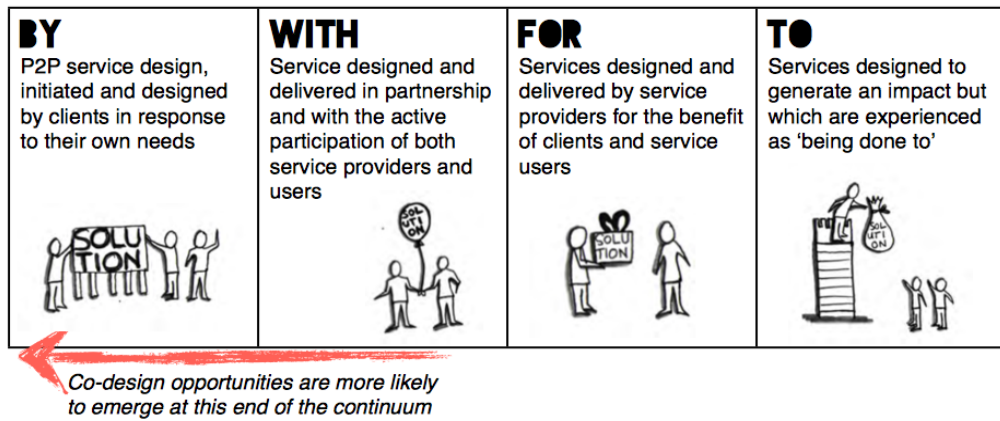 BY
P2P service design,
initiated and designed
by clients in response
to their own needs
SOLU
TION
WITH
Service designed and
delivered in partnership
and with the active
participation of both
service providers and
users
SOL
UTI
ON
FOR
Services designed and
delivered by service
providers for the benefit
of clients and service
users
SOLU
TION
TO
Services designed to
generate an impact but
which are experienced
as ‘being done to’
SOL
UTI
ON
Co-design opportunities are more likely
to emerge at this end of the continuum